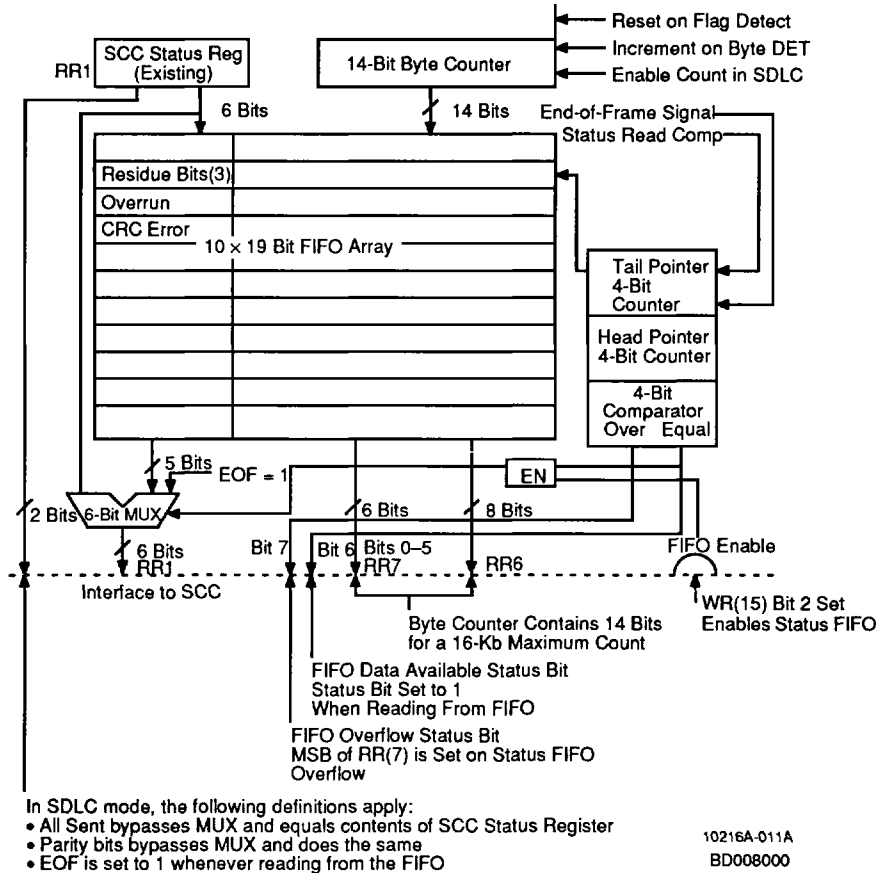 Reset on Flag Detect
SCC Status Reg
(Existing)
RR1
14-Bit Byte Counter
Increment on Byte DET
Enable Count in SDLC
6 Bits
14 Bits
End-of-Frame Signal
Status Read Comp
Residue Bits(3)
Overrun
CRC Error
10 × 19 Bit FIFO Array
Tail Pointer
4-Bit
Counter
Head Pointer
4-Bit Counter
4-Bit
Comparator
Over Equal
5 Bits
EOF = 1
EN
2 Bits
6-Bit MUX
6 Bits
8 Bits
6 Bits
RR1
Bit 7
Bit 6
Bits 0–5
RR7
RR6
FIFO Enable
Interface to SCC
WR(15) Bit 2 Set
Enables Status FIFO
Byte Counter Contains 14 Bits
for a 16-Kb Maximum Count
FIFO Data Available Status Bit
Status Bit Set to 1
When Reading From FIFO
FIFO Overflow Status Bit
MSB of RR(7) is Set on Status FIFO
Overflow
In SDLC mode, the following definitions apply:
• All Sent bypasses MUX and equals contents of SCC Status Register
• Parity bits bypasses MUX and does the same
• EOF is set to 1 whenever reading from the FIFO
10216A-011A
BD008000